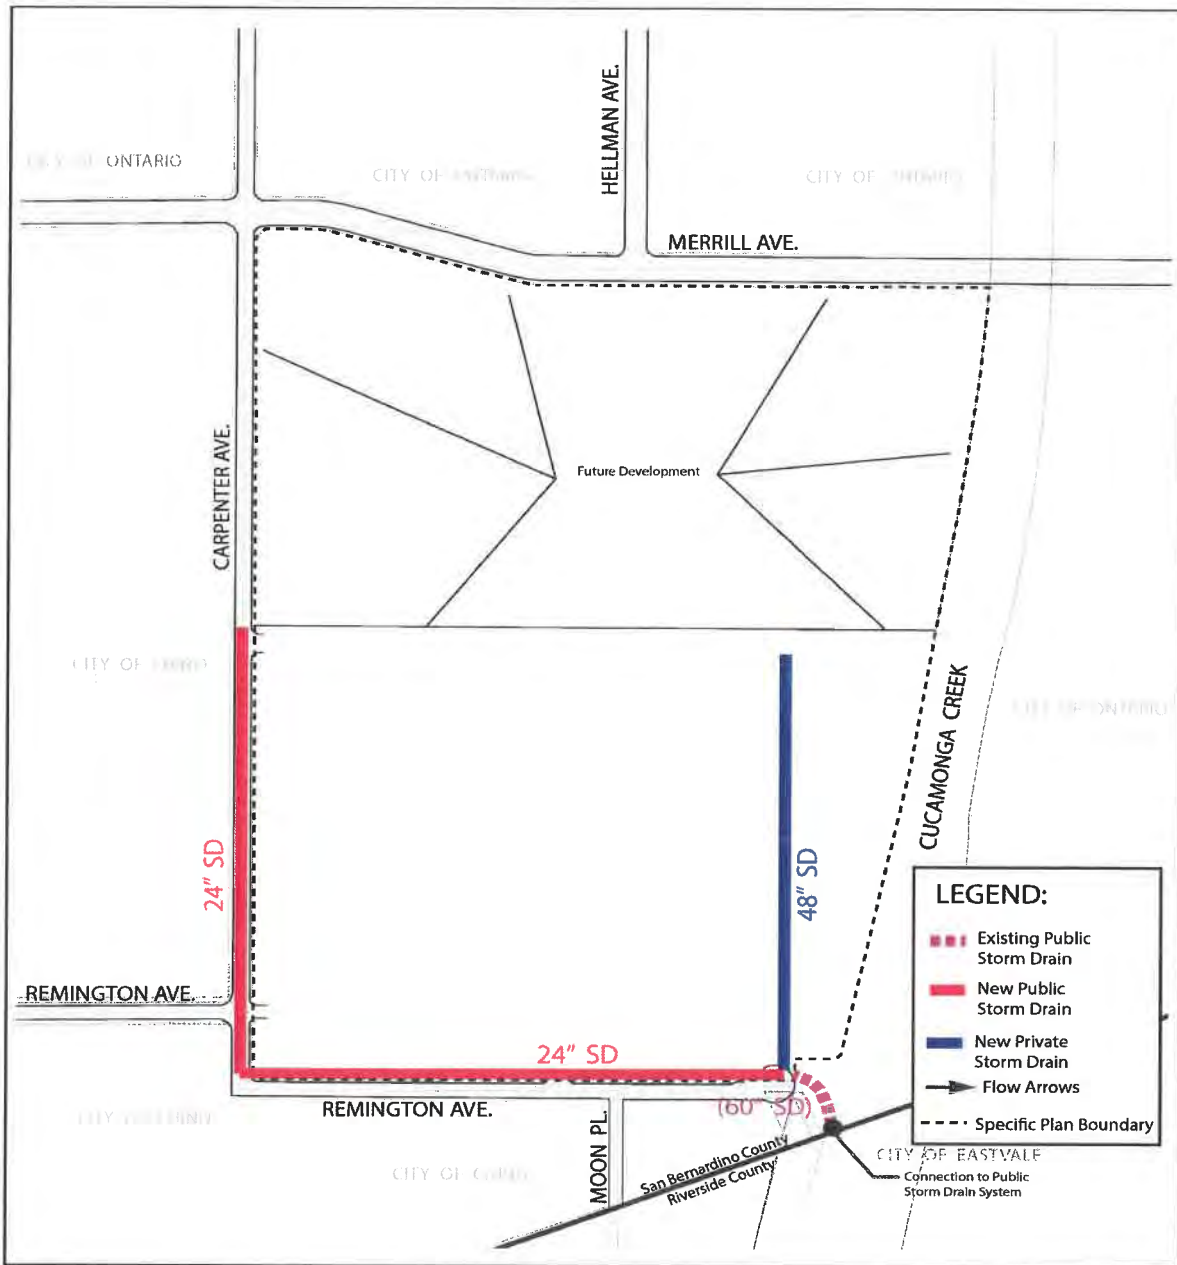 HELLMAN AVE.
ONTARIO
CITY OF
CITY OF
MERRILL AVE.
CARPENTER AVE.
Future Development
CITY OF
CITY OF ONTARIO
CUCAMONGA CREEK
24" SD
48" SD
LEGEND:
Existing Public
Storm Drain
New Public
Storm Drain
New Private
Storm Drain
Flow Arrows
Specific Plan Boundary
REMINGTON AVE.
24" SD
REMINGTON AVE.
(60" SD)
MOON PL.
CITY OF
San Bernardino County
Riverside County
CITY OF EASTVALE
Connection to Public
Storm Drain System